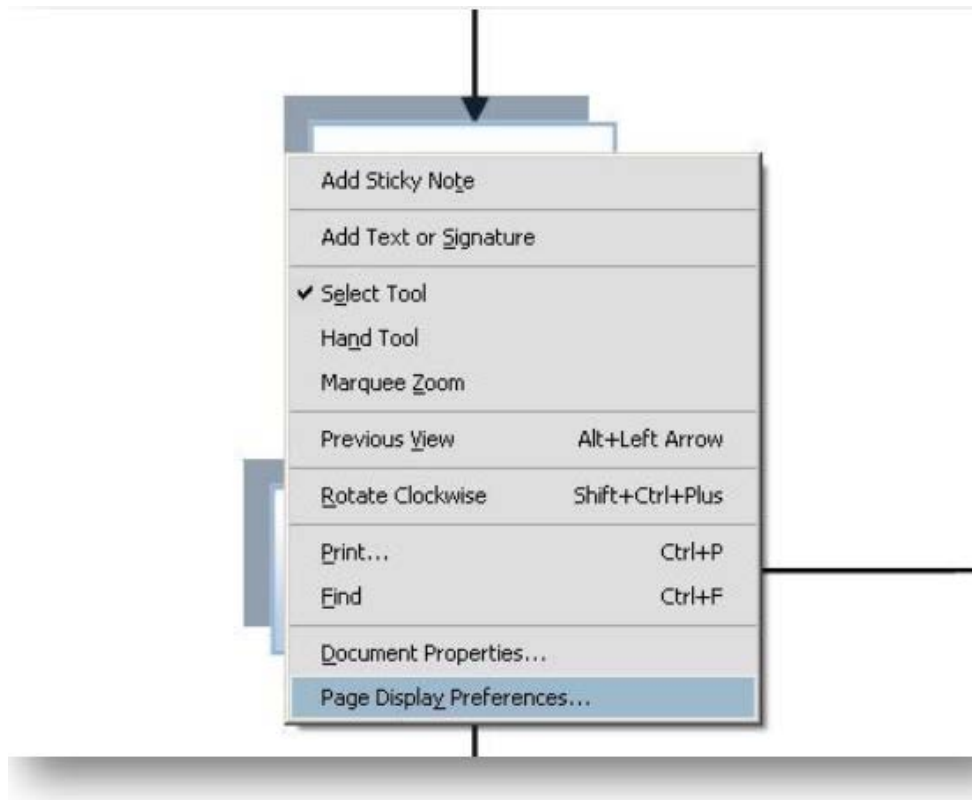 Add Sticky Note
Add Text or Signature
Select Tool
Hand Tool
Marquee Zoom
Previous View Alt+Left Arrow
Rotate Clockwise Shift+Ctrl+Plus
Print... Ctrl+P
Find Ctrl+F
Document Properties...
Page Display Preferences...